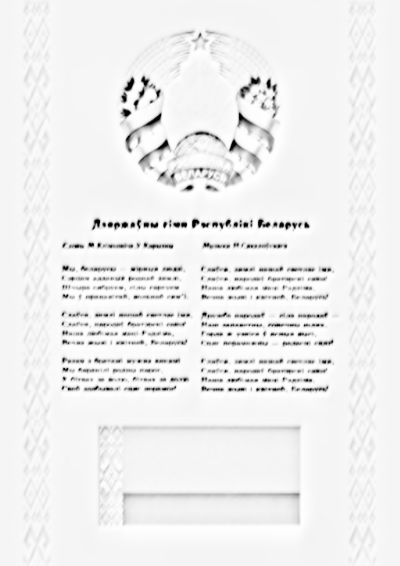 БЕЛАРУСЬ
Дзяржаўны гімн Рэспублікі Беларусь
Словы М.Клімковіча, У.Карызны
Музыка Н.Сакалоўскага
Мы, беларусы — мірныя людзі,
Сэрцам адданыя роднай зямлі,
Шчыра сябруем, сілы гартуем
Мы ў працавітай, вольнай сям'і.
Слаўся, зямлі нашай светлае імя,
Слаўся, народаў братэрскі саюз!
Наша любімая маці-Радзіма,
Вечна жыві і квітней, Беларусь!
Разам з братамі мужна вякамі
Мы баранілі родны парог,
У бітвах за волю, бітвах за долю
Свой здабывалі сцяг перамог!
Слаўся, зямлі нашай светлае імя,
Слаўся, народаў братэрскі саюз!
Наша любімая маці-Радзіма,
Вечна жыві і квітней, Беларусь!
Дружба народаў — сіла народаў —
Наш запаветны, сонечны шлях.
Горда ж узвіся ў ясныя высі,
Сцяг пераможны — радасці сцяг!
Слаўся, зямлі нашай светлае імя,
Слаўся, народаў братэрскі саюз!
Наша любімая маці-Радзіма,
Вечна жыві і квітней, Беларусь!